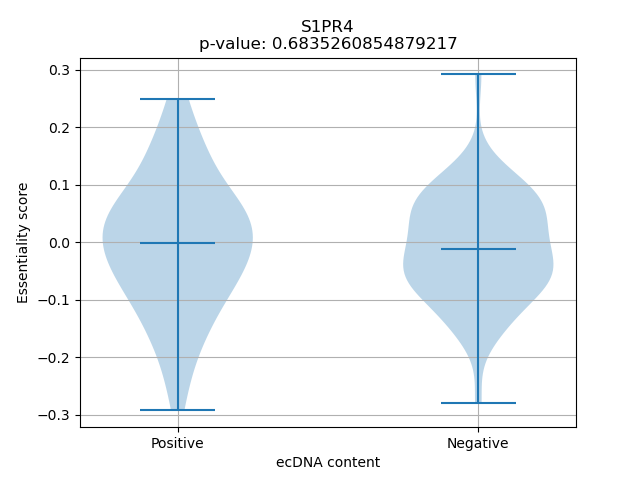 S1PR4
p-value: 0.6835260854879217
Essentiality score
0.3
0.2
0.1
0.0
−0.1
−0.2
−0.3
Positive
Negative
ecDNA content